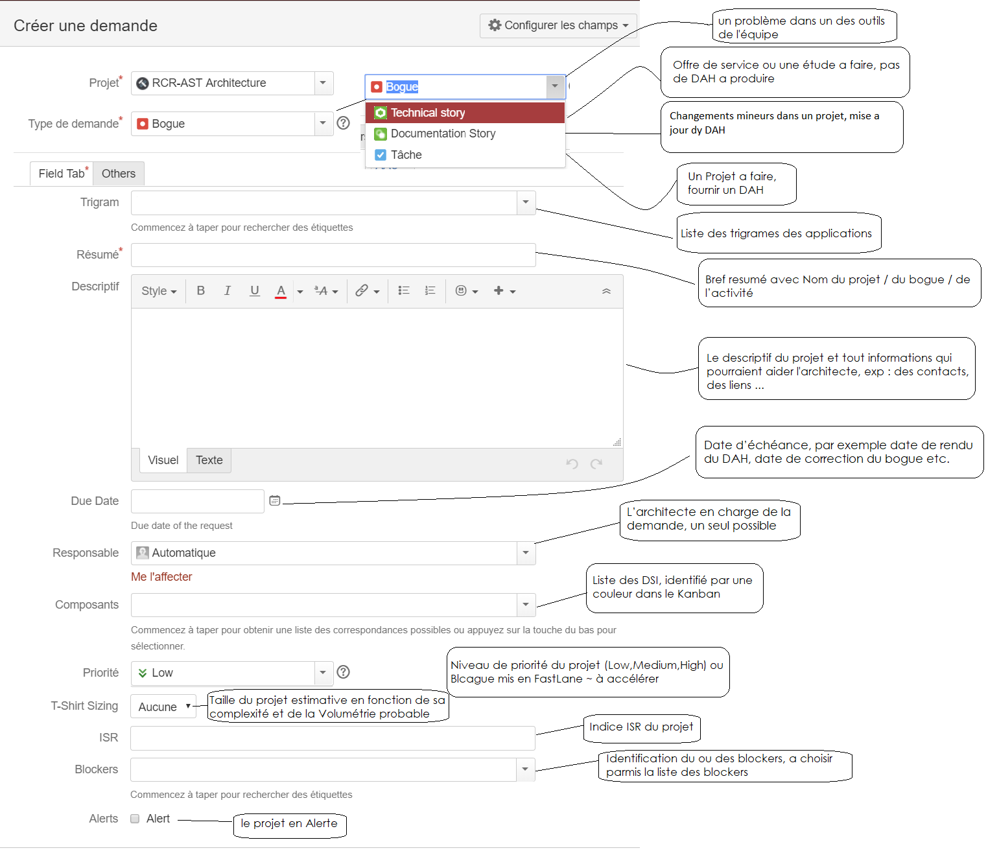 Créer une demande
Configurer les champs
un problème dans un des outils
de l'équipe
Offre de service ou une étude a faire, pas
de DAH a produire
Projet*
RCR-AST Architecture
Bogue
Type de demande*
Bogue
Technical story
Documentation Story
Tâche
Changements mineurs dans un projet, mise a
jour dy DAH
Un Projet a faire,
fournir un DAH
Field Tab*
Others
Trigram
Commencez à taper pour rechercher des étiquettes
Liste des trigrames des applications
Résumé*
Bref resumé avec Nom du projet / du bogue / de
l’activité
Descriptif
Style
B I U A ªA
Le descriptif du projet et tout informations qui
pourraient aider l'architecte, exp : des contacts,
des liens ...
Visuel
Texte
Date d’échéance, par exemple date de rendu
du DAH, date de correction du bogue etc.
Due Date
Due date of the request
L’architecte en charge de la
demande, un seul possible
Responsable
Automatique
Me l'affecter
Liste des DSI, identifié par une
couleur dans le Kanban
Composants
Commencez à taper pour obtenir une liste des correspondances possibles ou appuyez sur la touche du bas pour
sélectionner.
Priorité
Low
Niveau de priorité du projet (Low,Medium,High) ou
Blcague mis en FastLane ~ à accélérer
T-Shirt Sizing
Aucune
Taille du projet estimative en fonction de sa
complexité et de la Volumétrie probable
ISR
Indice ISR du projet
Blockers
Identification du ou des blockers, a choisir
parmis la liste des blockers
Commencez à taper pour rechercher des étiquettes
Alerts
Alert
le projet en Alerte